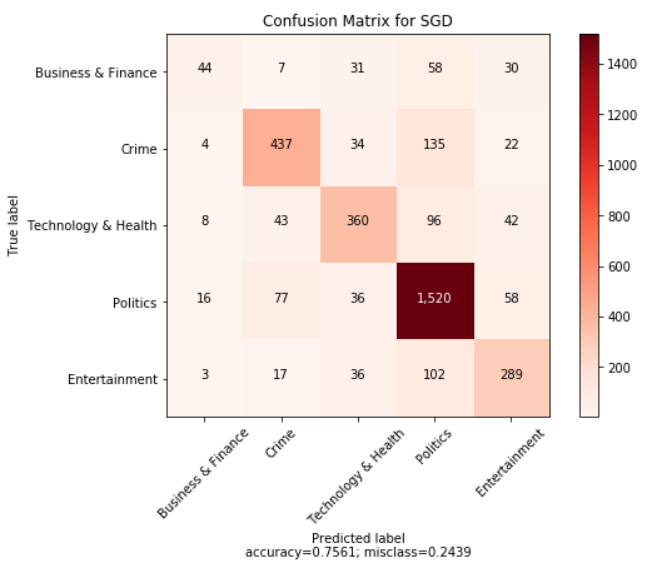 Confusion Matrix for SGD
Business & Finance 44 7 31 58 30
Crime 4 437 34 135 22
Technology & Health 8 43 360 96 42
Politics 16 77 36 1,520 58
Entertainment 3 17 36 102 289
True label
Business & Finance
Crime
Technology & Health
Politics
Entertainment
Predicted label
accuracy=0.7561; misclass=0.2439
1400
1200
1000
800
600
400
200